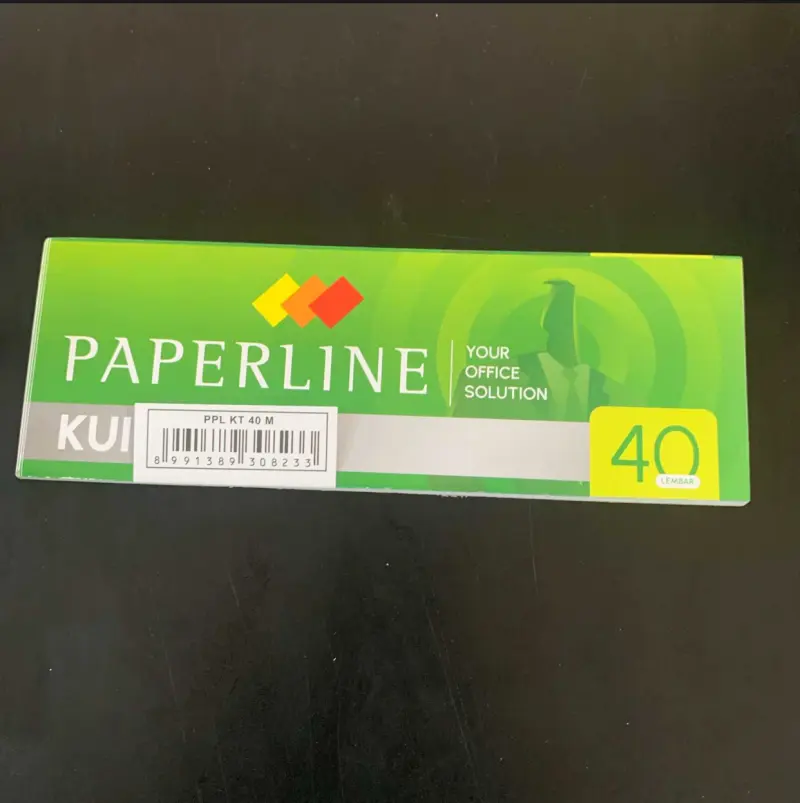 PAPERLINE
YOUR
OFFICE
SOLUTION
KUI
PPL KT 40 M
8 991389 308233
40
LEMBAR